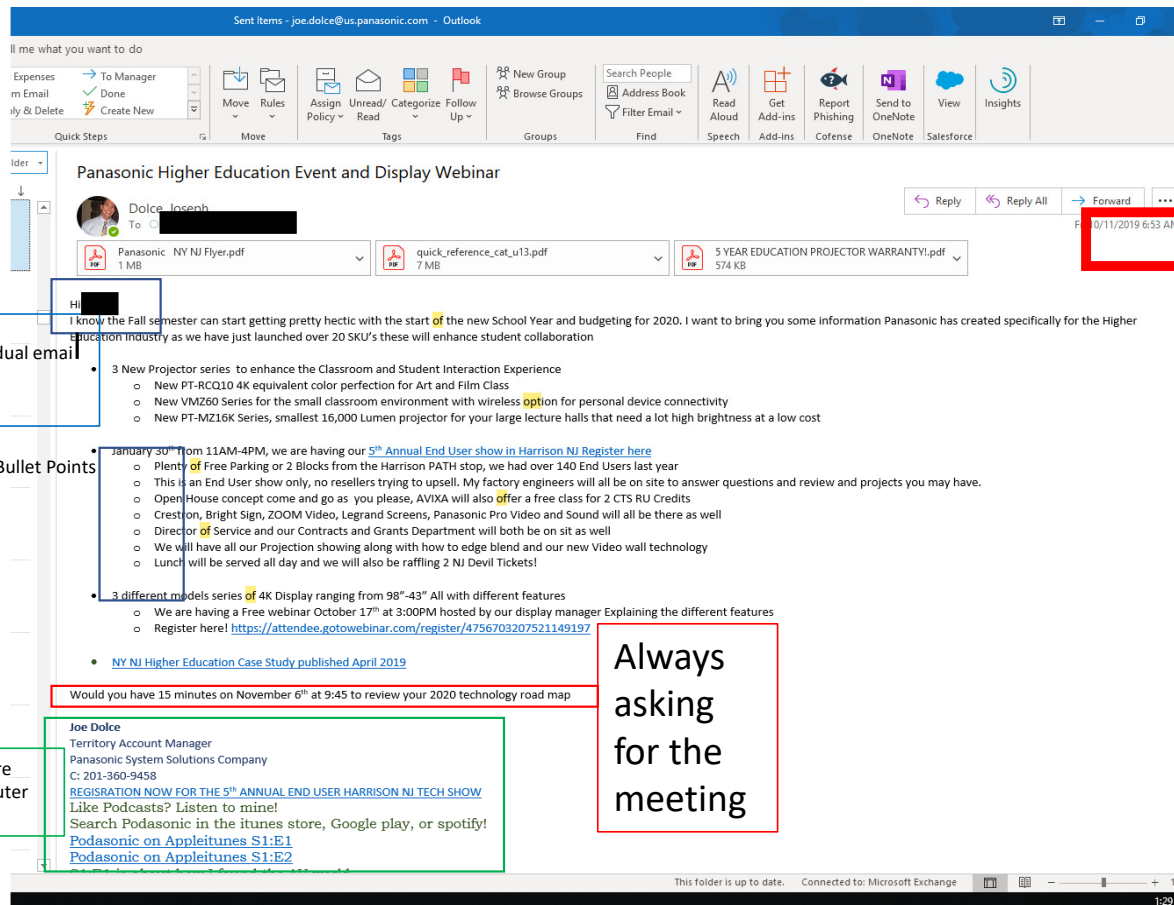 Sent Items - joe.dolce@us.panasonic.com - Outlook
ll me what you want to do
Expenses
To Manager
m Email
Done
ly & Delete
Create New
Quick Steps
Move
Rules
Move
Assign Policy
Unread/ Read
Categorize
Follow Up
Tags
New Group
Browse Groups
Groups
Search People
Address Book
Filter Email
Find
Read Aloud
Speech
Get Add-ins
Add-ins
Report Phishing
Cofense
Send to OneNote
OneNote
View
Salesforce
Insights
lder
Panasonic Higher Education Event and Display Webinar
Dolce Joseph
To
Reply
Reply All
Forward
10/11/2019 6:53 AM
Panasonic NY NJ Flyer.pdf
1 MB
quick_reference_cat_u13.pdf
7 MB
5 YEAR EDUCATION PROJECTOR WARRANTY!.pdf
574 KB
Hi
I know the Fall semester can start getting pretty hectic with the start of the new School Year and budgeting for 2020. I want to bring you some information Panasonic has created specifically for the Higher
Education Industry as we have just launched over 20 SKU's these will enhance student collaboration
dual email
• 3 New Projector series to enhance the Classroom and Student Interaction Experience
o New PT-RCQ10 4K equivalent color perfection for Art and Film Class
o New VMZ60 Series for the small classroom environment with wireless option for personal device connectivity
o New PT-MZ16K Series, smallest 16,000 Lumen projector for your large lecture halls that need a lot high brightness at a low cost
• January 30th from 11AM-4PM, we are having our 5th Annual End User show in Harrison NJ Register here
Bullet Points
o Plenty of Free Parking or 2 Blocks from the Harrison PATH stop, we had over 140 End Users last year
o This is an End User show only, no resellers trying to upsell. My factory engineers will all be on site to answer questions and review and projects you may have.
o Open House concept come and go as you please, AVIXA will also offer a free class for 2 CTS RU Credits
o Crestron, Bright Sign, ZOOM Video, Legrand Screens, Panasonic Pro Video and Sound will all be there as well
o Director of Service and our Contracts and Grants Department will both be on sit as well
o We will have all our Projection showing along with how to edge blend and our new Video wall technology
o Lunch will be served all day and we will also be raffling 2 NJ Devil Tickets!
• 3 different models series of 4K Display ranging from 98"-43" All with different features
o We are having a Free webinar October 17th at 3:00PM hosted by our display manager Explaining the different features
o Register here! https://attendee.gotowebinar.com/register/4756703207521149197
• NY NJ Higher Education Case Study published April 2019
Would you have 15 minutes on November 6th at 9:45 to review your 2020 technology road map
Always
asking
for the
meeting
Joe Dolce
Territory Account Manager
Panasonic System Solutions Company
C: 201-360-9458
re
uter
REGISRATION NOW FOR THE 5th ANNUAL END USER HARRISON NJ TECH SHOW
Like Podcasts? Listen to mine!
Search Podasonic in the itunes store, Google play, or spotify!
Podasonic on Appleitunes S1:E1
Podasonic on Appleitunes S1:E2
This folder is up to date.
Connected to: Microsoft Exchange
1:29